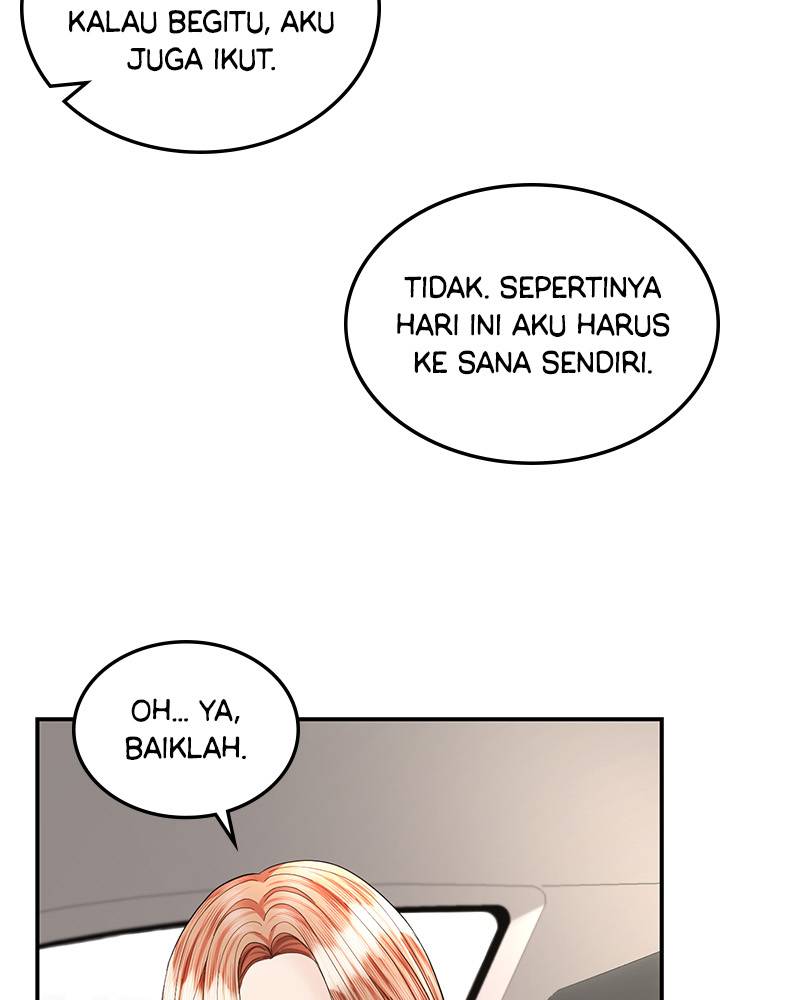 KALAU BEGITU, AKU
JUGA IKUT.
TIDAK. SEPERTINYA
HARI INI AKU HARUS
KE SANA SENDIRI.
OH... YA,
BAIKLAH.